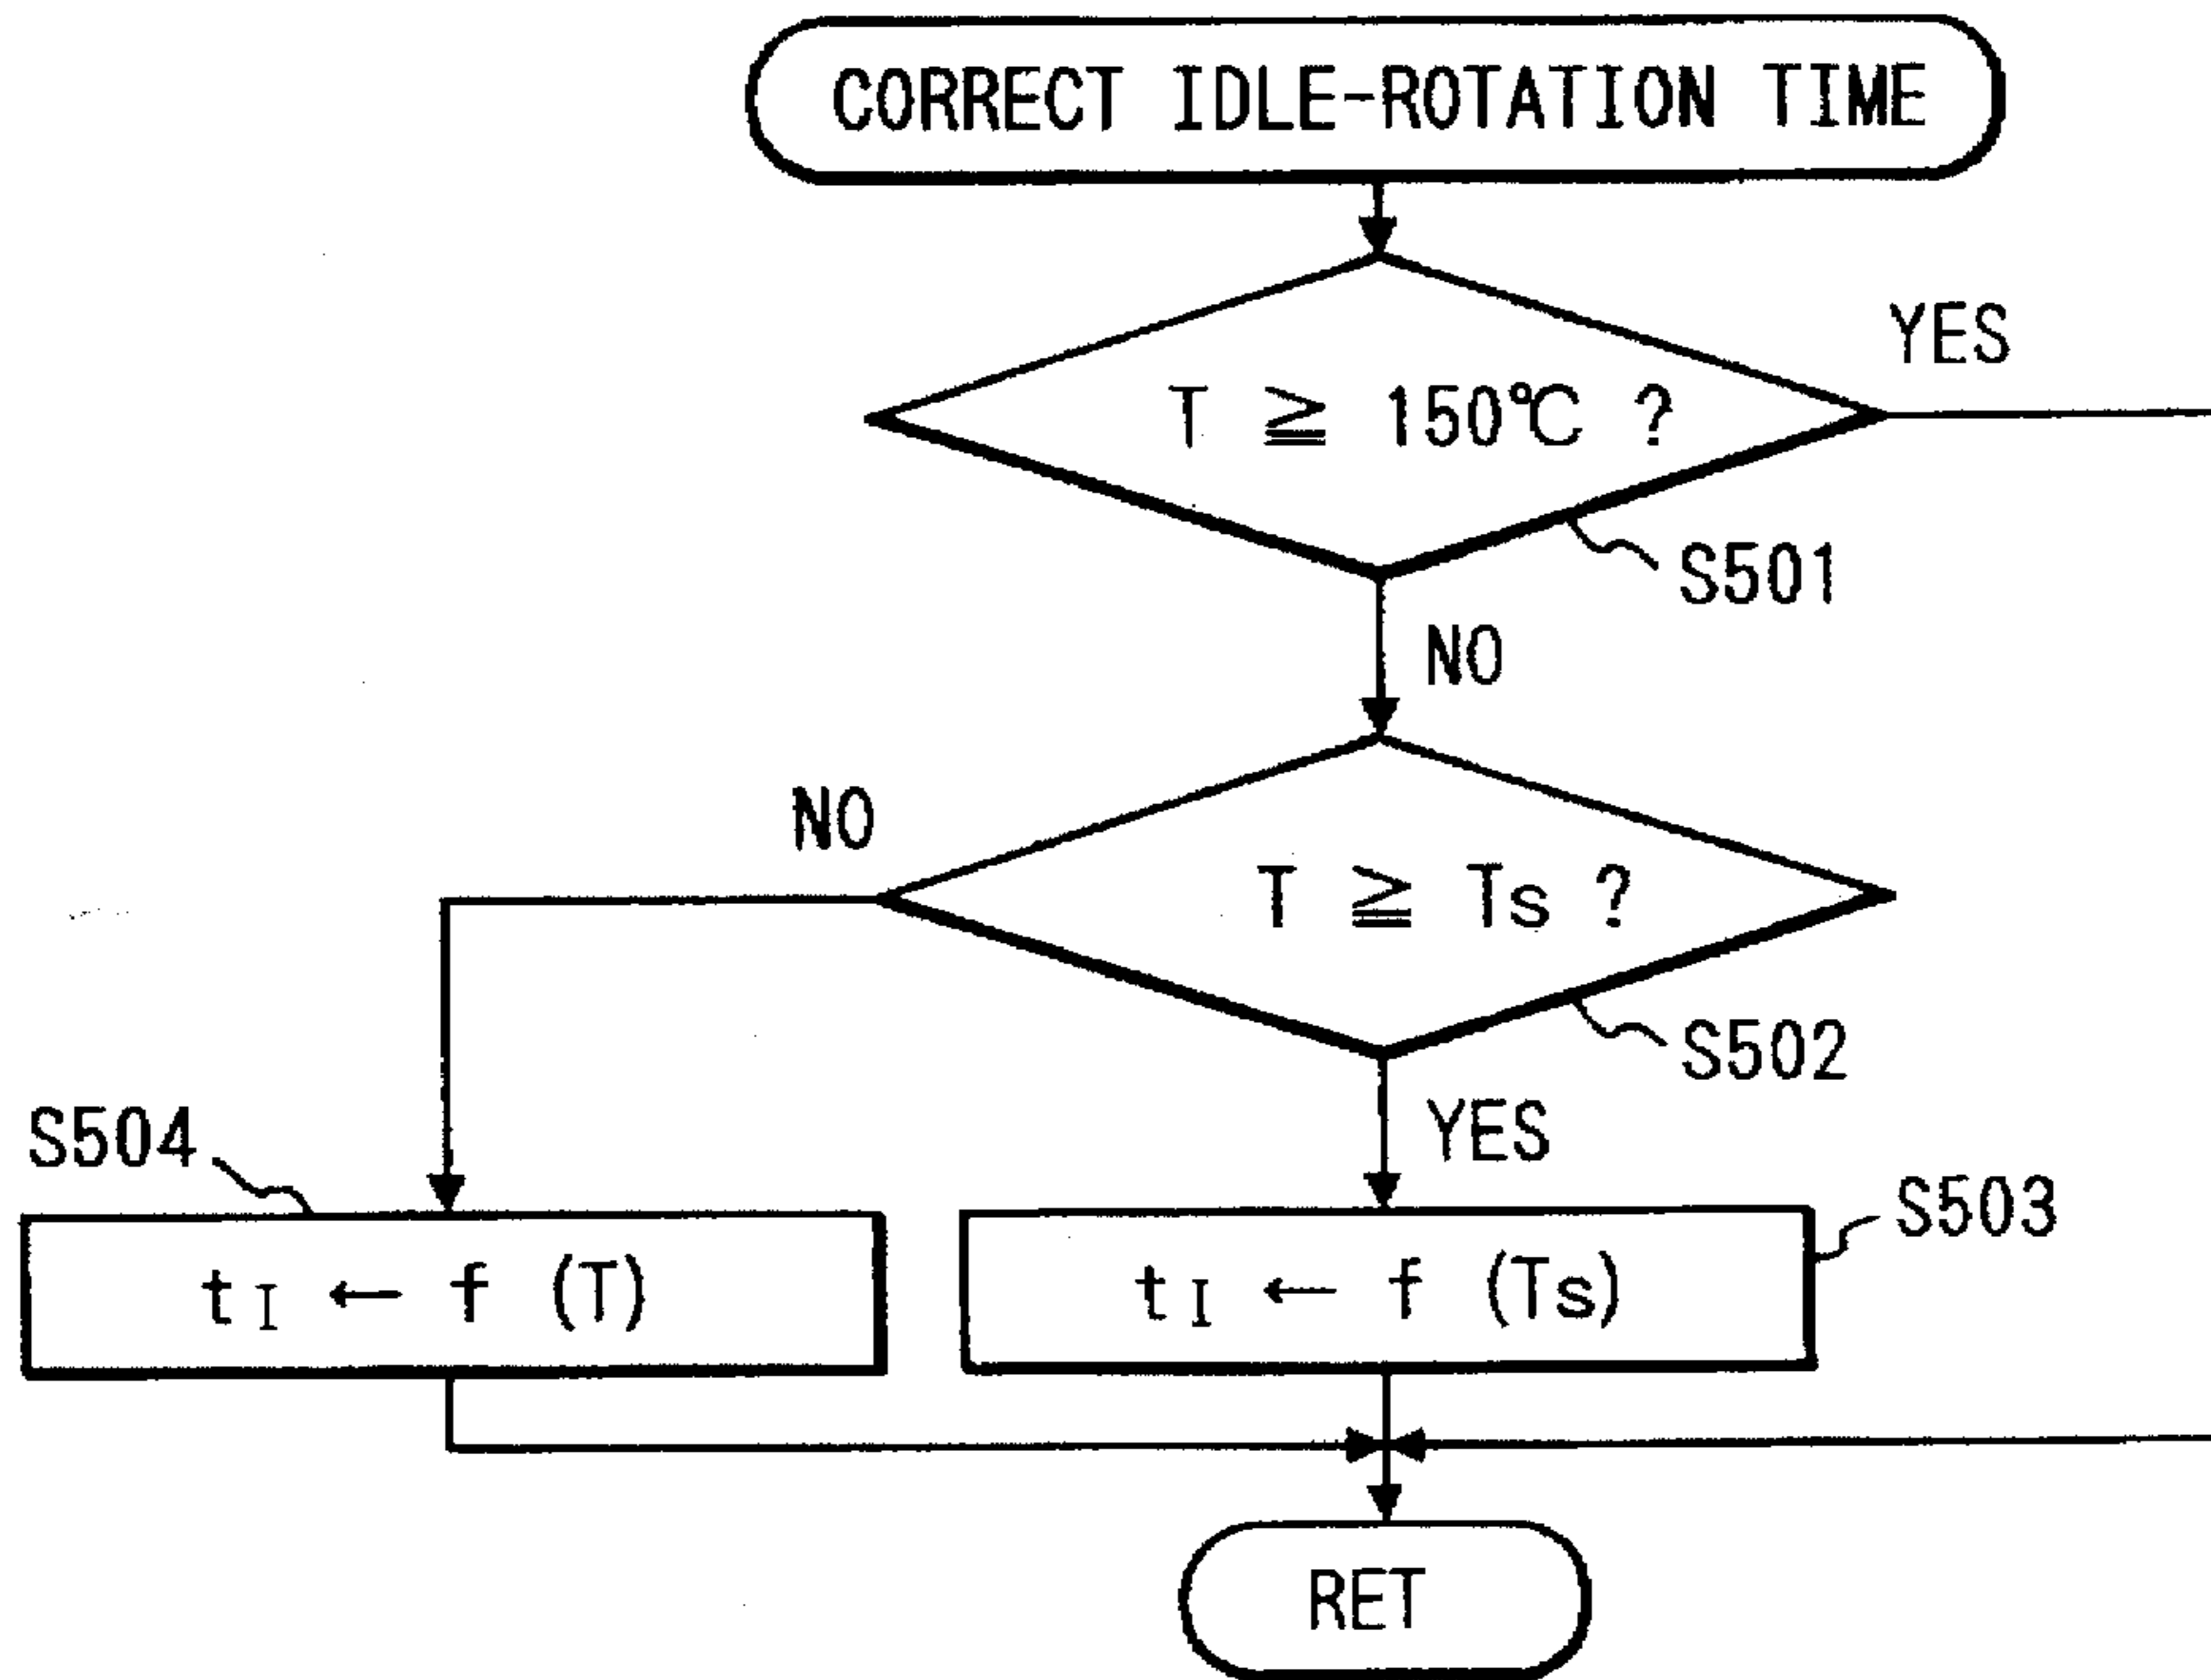 CORRECT IDLE-ROTATION TIME
YES
T ≧ 150℃ ?
S501
NO
NO
T ≧ Ts ?
S502
YES
S504
S503
tI ← f (T)
tI ← f (Ts)
RET